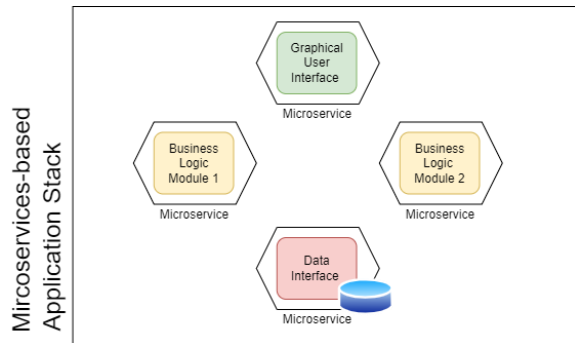 Mircoservices-based
Application Stack
Graphical
User
Interface
Microservice
Business
Logic
Module 1
Microservice
Business
Logic
Module 2
Microservice
Data
Interface
Microservice